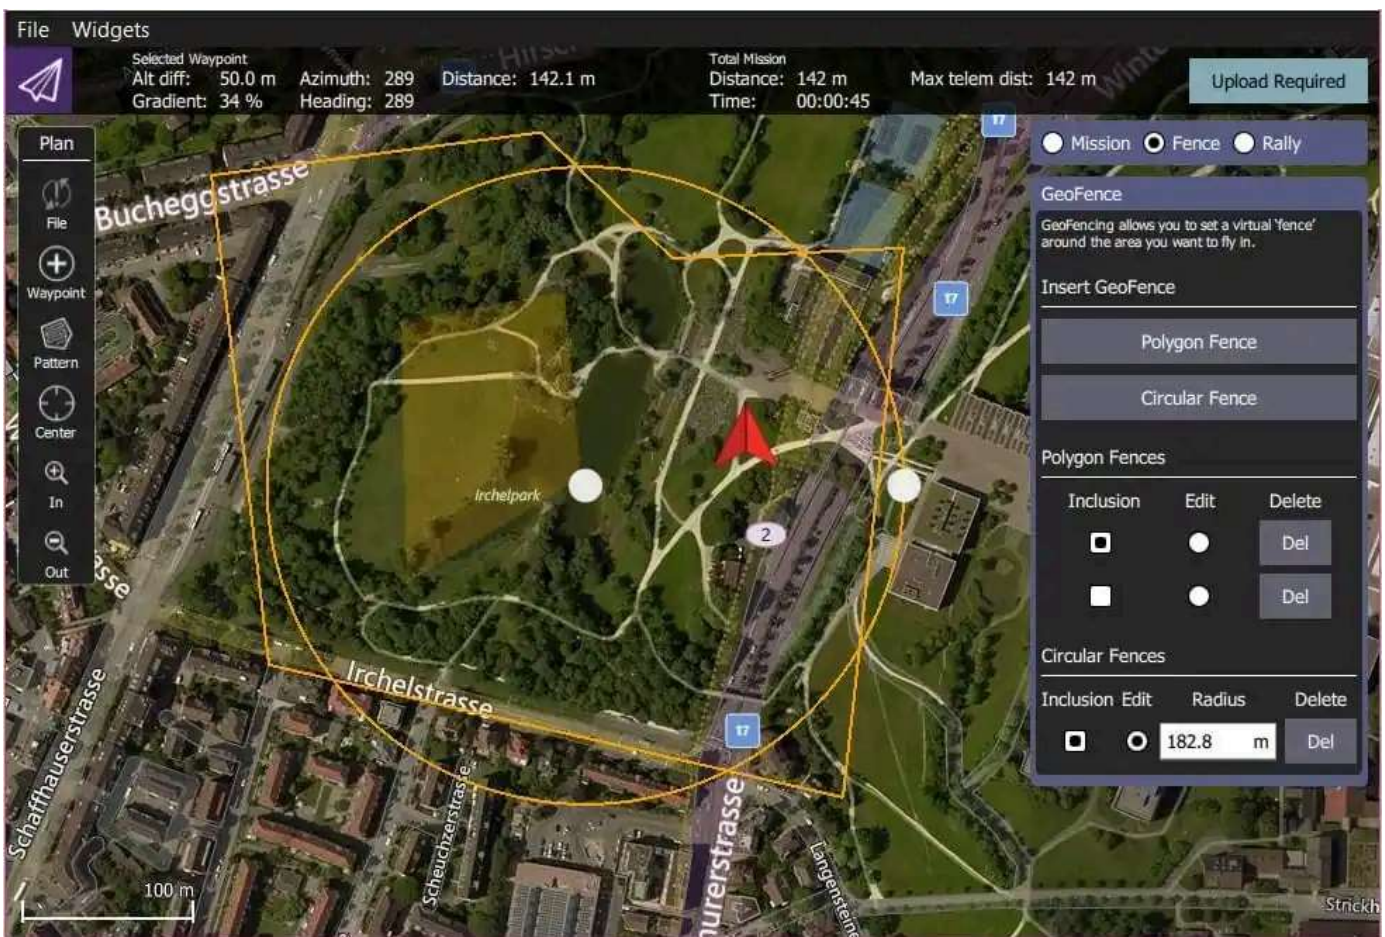 File Widgets
Selected Waypoint
Alt diff: 50.0 m Azimuth: 289 Distance: 142.1 m
Gradient: 34 % Heading: 289
Total Mission
Distance: 142 m Max telem dist: 142 m
Time: 00:00:45
Upload Required
Plan
File
Waypoint
Pattern
Center
In
Out
Mission Fence Rally
GeoFence
GeoFencing allows you to set a virtual 'fence'
around the area you want to fly in.
Insert GeoFence
Polygon Fence
Circular Fence
Polygon Fences
Inclusion Edit Delete
Del
Del
Circular Fences
Inclusion Edit Radius Delete
182.8 m Del
17
Bucheggstrasse
17
Irchelpark
2
Irchelstrasse
17
Schaffhauserstrasse
Scheuchzerstrasse
100 m